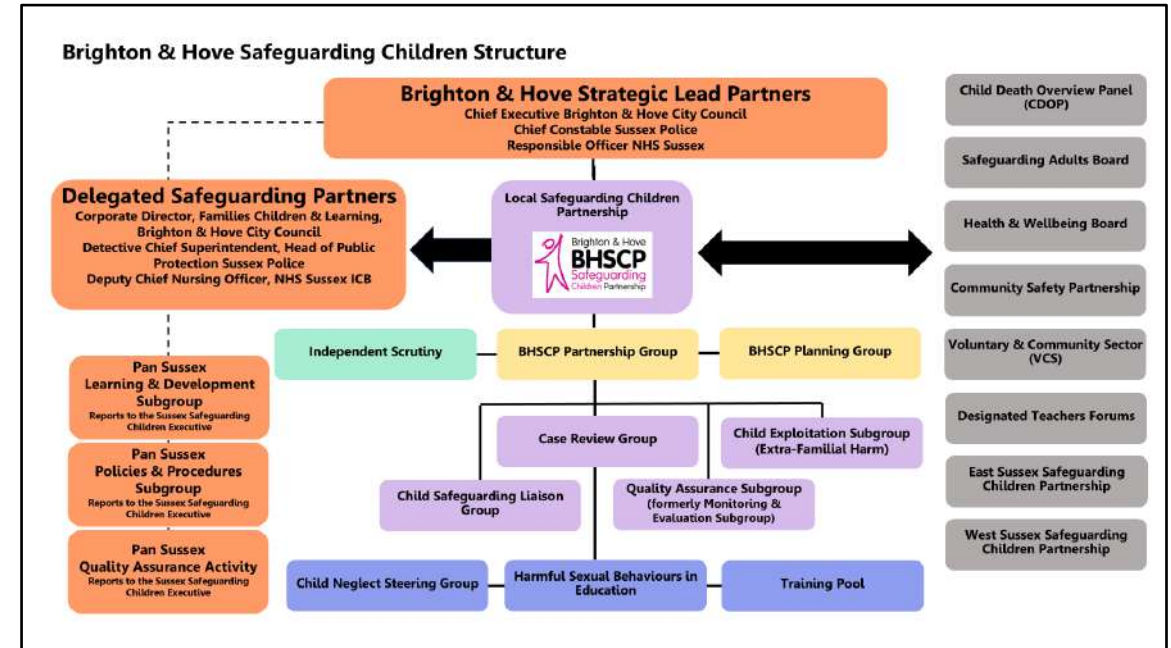 Brighton & Hove Safeguarding Children Structure
Brighton & Hove Strategic Lead Partners
Chief Executive Brighton & Hove City Council
Chief Constable Sussex Police
Responsible Officer NHS Sussex
Delegated Safeguarding Partners
Corporate Director, Families Children & Learning,
Brighton & Hove City Council
Detective Chief Superintendent, Head of Public
Protection Sussex Police
Deputy Chief Nursing Officer, NHS Sussex ICB
Local Safeguarding Children
Partnership
Brighton & Hove
BHSCP
Safeguarding
Children Partnership
Independent Scrutiny
BHSCP Partnership Group
BHSCP Planning Group
Pan Sussex
Learning & Development
Subgroup
Reports to the Sussex Safeguarding
Children Executive
Pan Sussex
Policies & Procedures
Subgroup
Reports to the Sussex Safeguarding
Children Executive
Pan Sussex
Quality Assurance Activity
Reports to the Sussex Safeguarding
Children Executive
Case Review Group
Child Exploitation Subgroup
(Extra-Familial Harm)
Child Safeguarding Liaison
Group
Quality Assurance Subgroup
(formerly Monitoring &
Evaluation Subgroup)
Child Neglect Steering Group
Harmful Sexual Behaviours in
Education
Training Pool
Child Death Overview Panel
(CDOP)
Safeguarding Adults Board
Health & Wellbeing Board
Community Safety Partnership
Voluntary & Community Sector
(VCS)
Designated Teachers Forums
East Sussex Safeguarding
Children Partnership
West Sussex Safeguarding
Children Partnership